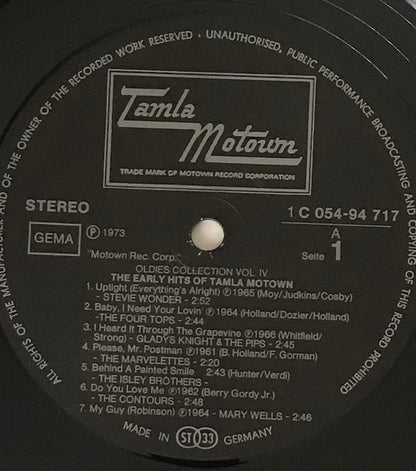 ALL RIGHTS OF THE MANUFACTURER AND OF THE OWNER OF THE RECORDED WORK RESERVED · UNAUTHORISED, PUBLIC PERFORMANCE BROADCASTING AND COPYING OF THIS RECORD PROHIBITED
Tamla
Motown
TRADE MARK OF MOTOWN RECORD CORPORATION
STEREO
1 C 054-94 717
GEMA
℗ 1973
A
Seite 1
"Motown Rec. Corp."
OLDIES COLLECTION VOL. IV
THE EARLY HITS OF TAMLA MOTOWN
1. Uplight (Everything's Alright) ℗1965 (Moy/Judkins/Cosby)
- STEVIE WONDER - 2:52
2. Baby, I Need Your Lovin' ℗1964 (Holland/Dozier/Holland)
-THE FOUR TOPS - 2:44
3. I Heard It Through The Grapevine ℗1966 (Whitfield/
Strong) - GLADYS KNIGHT & THE PIPS - 2:45
4. Please, Mr. Postman ℗1961 (B. Holland/F. Gorman)
- THE MARVELETTES - 2:20
5. Behind A Painted Smile 2:43 (Hunter/Verdi)
- THE ISLEY BROTHERS -
6. Do You Love Me ℗1962 (Berry Gordy Jr.)
- THE CONTOURS - 2:48
7. My Guy (Robinson) ℗1964 - MARY WELLS - 2:46
MADE IN ST 33 GERMANY